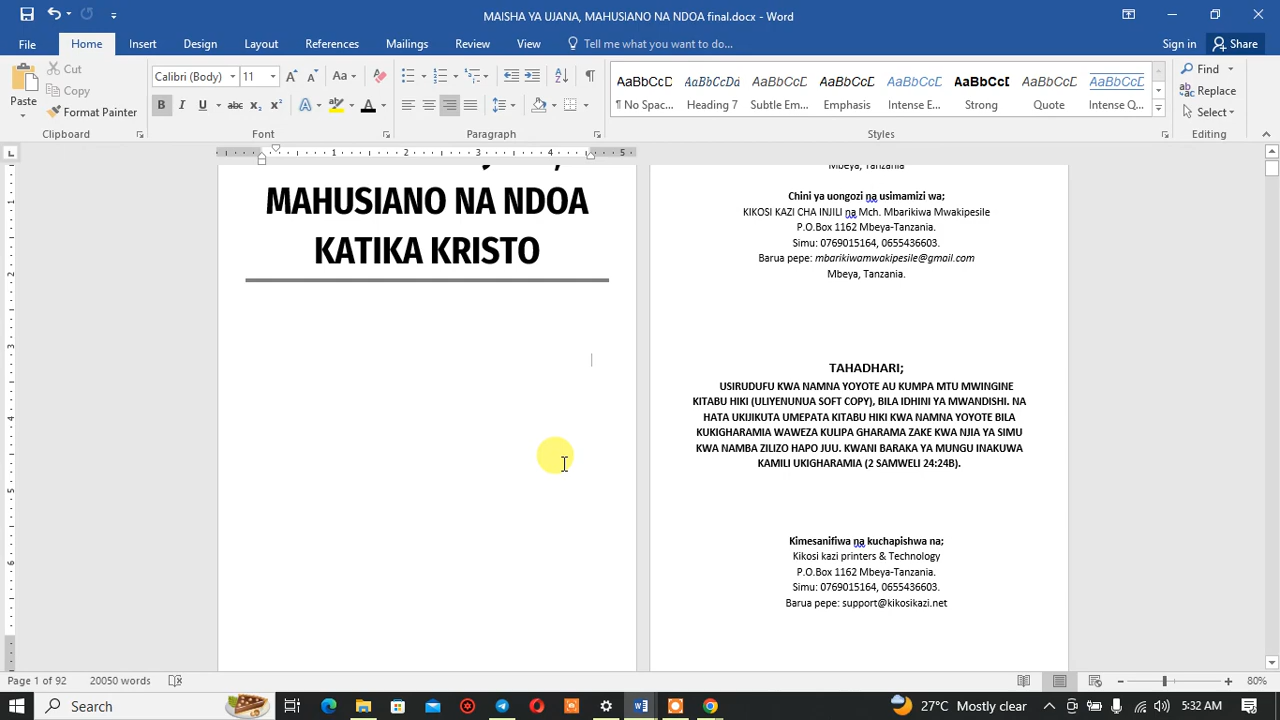 MAISHA YA UJANA, MAHUSIANO NA NDOA final.docx - Word
File Home Insert Design Layout References Mailings Review View Tell me what you want to do... Sign in Share
Paste
Cut
Copy
Format Painter
Clipboard
Calibri (Body) 11
Font
Paragraph
AaBbCcD AaBbCcDd AaBbCcD AaBbCcD AaBbCcD AaBbCcD AaBbCcD AaBbCcD
¶ No Spac... Heading 7 Subtle Em... Emphasis Intense E... Strong Quote Intense Q...
Styles
Find
Replace
Select
Editing
MAHUSIANO NA NDOA
KATIKA KRISTO
Mbeya, Tanzania
Chini ya uongozi na usimamizi wa;
KIKOSI KAZI CHA INJILI na Mch. Mbarikiwa Mwakipesile
P.O.Box 1162 Mbeya-Tanzania.
Simu: 0769015164, 0655436603.
Barua pepe: mbarikiwamwakipesile@gmail.com
Mbeya, Tanzania.
TAHADHARI;
USIRUDUFU KWA NAMNA YOYOTE AU KUMPA MTU MWINGINE
KITABU HIKI (ULIYENUNUA SOFT COPY), BILA IDHINI YA MWANDISHI. NA
HATA UKIJIKUTA UMEPATA KITABU HIKI KWA NAMNA YOYOTE BILA
KUKIGHARAMIA WAWEZA KULIPA GHARAMA ZAKE KWA NJIA YA SIMU
KWA NAMBA ZILIZO HAPO JUU. KWANI BARAKA YA MUNGU INAKUWA
KAMILI UKIGHARAMIA (2 SAMWELI 24:24B).
Kimesanifiwa na kuchapishwa na;
Kikosi kazi printers & Technology
P.O.Box 1162 Mbeya-Tanzania.
Simu: 0769015164, 0655436603.
Barua pepe: support@kikosikazi.net
Page 1 of 92 20050 words 80%
Search 27°C Mostly clear 5:32 AM